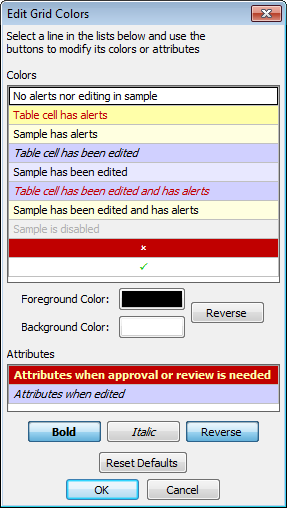 Edit Grid Colors
Select a line in the lists below and use the
buttons to modify its colors or attributes
Colors
No alerts nor editing in sample
Table cell has alerts
Sample has alerts
Table cell has been edited
Sample has been edited
Table cell has been edited and has alerts
Sample has been edited and has alerts
Sample is disabled
×
✓
Foreground Color:
Reverse
Background Color:
Attributes
Attributes when approval or review is needed
Attributes when edited
Bold Italic Reverse
Reset Defaults
OK Cancel